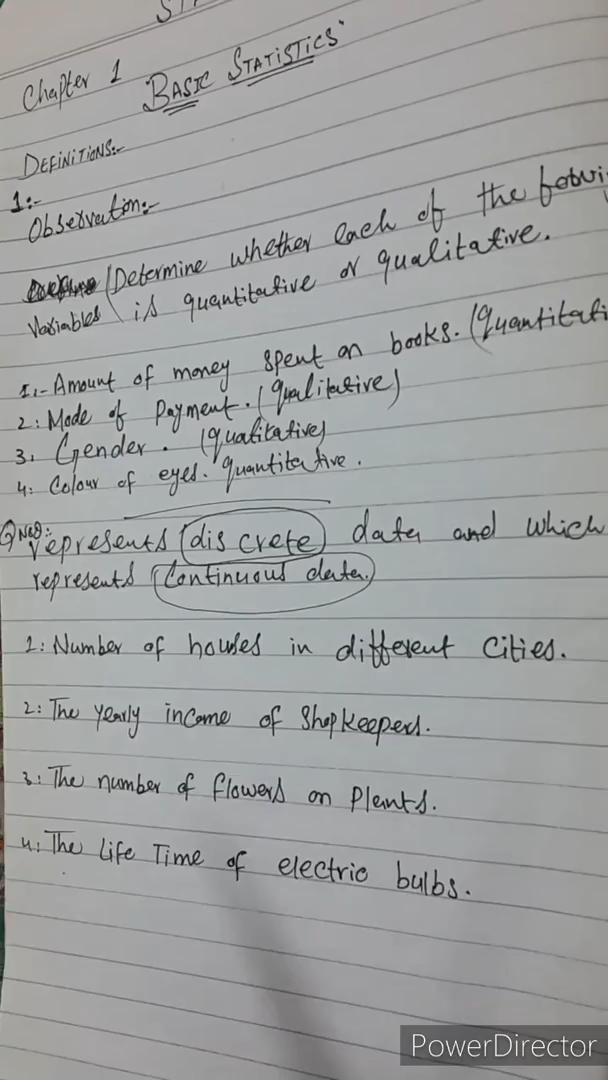 Chapter 1
BASIC STATISTICS
DEFINITIONS:-
1:-
Observation:-
(Determine whether each of the
Variables is quantitative or qualitative.
1:- Amount of money spent on books. (Quantitati
2: Mode of Payment. (Qualitative)
3. Gender. (qualitative)
4: Colour of eyes. quantitative.
represents (discrete) data and which
represents (Continuous data.)
1: Number of houses in different Cities.
2: The yearly income of Shopkeepers.
3: The number of flowers on Plants.
4: The Life Time of electric bulbs.
PowerDirector